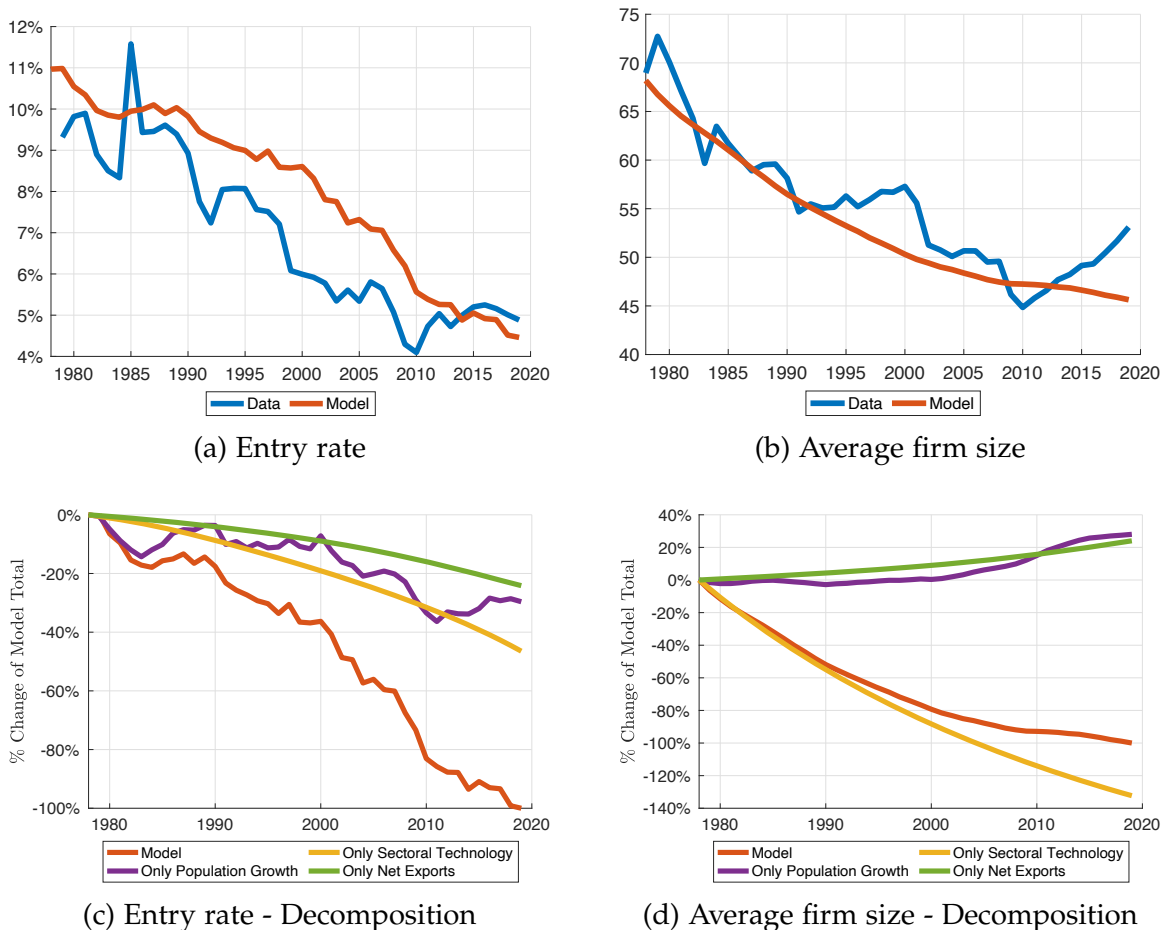 12%
11%
10%
9%
8%
7%
6%
5%
4%
1980 1985 1990 1995 2000 2005 2010 2015 2020
Data Model
(a) Entry rate
75
70
65
60
55
50
45
40
1980 1985 1990 1995 2000 2005 2010 2015 2020
Data Model
(b) Average firm size
% Change of Model Total
0%
-20%
-40%
-60%
-80%
-100%
1980 1990 2000 2010 2020
Model Only Sectoral Technology
Only Population Growth Only Net Exports
(c) Entry rate - Decomposition
% Change of Model Total
40%
20%
0%
-20%
-40%
-60%
-80%
-100%
-120%
-140%
1980 1990 2000 2010 2020
Model Only Sectoral Technology
Only Population Growth Only Net Exports
(d) Average firm size - Decomposition